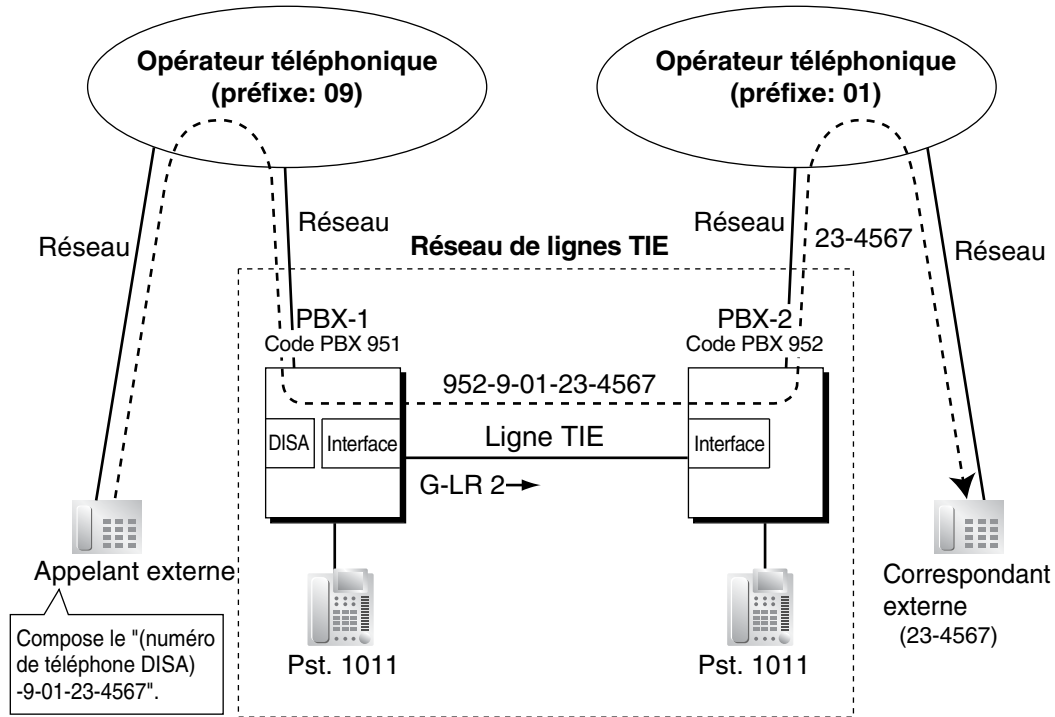 Opérateur téléphonique
(préfixe: 09)
Opérateur téléphonique
(préfixe: 01)
Réseau
Réseau
Réseau de lignes TIE
Réseau
23-4567
Réseau
PBX-1
Code PBX 951
PBX-2
Code PBX 952
952-9-01-23-4567
DISA
Interface
Ligne TIE
Interface
G-LR 2
Appelant externe
Compose le "(numéro
de téléphone DISA)
-9-01-23-4567".
Pst. 1011
Pst. 1011
Correspondant
externe
(23-4567)